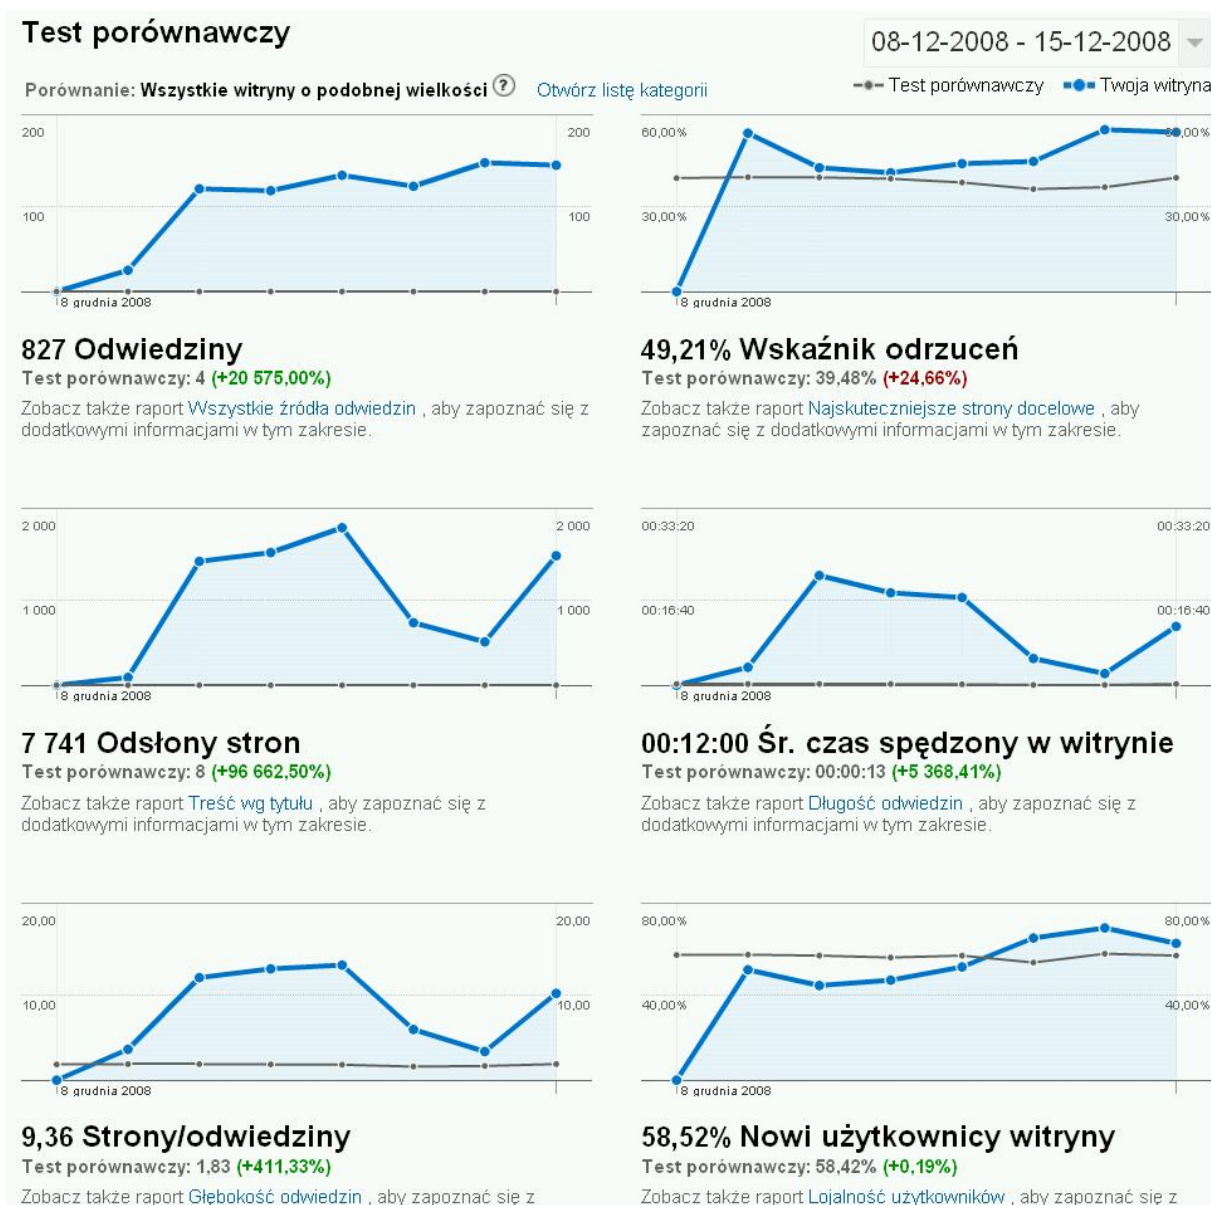 Test porównawczy
08-12-2008 - 15-12-2008
Porównanie: Wszystkie witryny o podobnej wielkości ? Otwórz listę kategorii
Test porównawczy Twoja witryna
200 200
100 100
8 grudnia 2008
827 Odwiedziny
Test porównawczy: 4 (+20 575,00%)
Zobacz także raport Wszystkie źródła odwiedzin , aby zapoznać się z
dodatkowymi informacjami w tym zakresie.
60,00% 60,00%
30,00% 30,00%
8 grudnia 2008
49,21% Wskaźnik odrzuceń
Test porównawczy: 39,48% (+24,66%)
Zobacz także raport Najskuteczniejsze strony docelowe , aby
zapoznać się z dodatkowymi informacjami w tym zakresie.
2 000 2 000
1 000 1 000
8 grudnia 2008
7 741 Odsłony stron
Test porównawczy: 8 (+96 662,50%)
Zobacz także raport Treść wg tytułu , aby zapoznać się z
dodatkowymi informacjami w tym zakresie.
00:33:20 00:33:20
00:16:40 00:16:40
8 grudnia 2008
00:12:00 Śr. czas spędzony w witrynie
Test porównawczy: 00:00:13 (+5 368,41%)
Zobacz także raport Długość odwiedzin , aby zapoznać się z
dodatkowymi informacjami w tym zakresie.
20,00 20,00
10,00 10,00
8 grudnia 2008
9,36 Strony/odwiedziny
Test porównawczy: 1,83 (+411,33%)
Zobacz także raport Głębokość odwiedzin , aby zapoznać się z
80,00% 80,00%
40,00% 40,00%
8 grudnia 2008
58,52% Nowi użytkownicy witryny
Test porównawczy: 58,42% (+0,19%)
Zobacz także raport Lojalność użytkowników , aby zapoznać się z